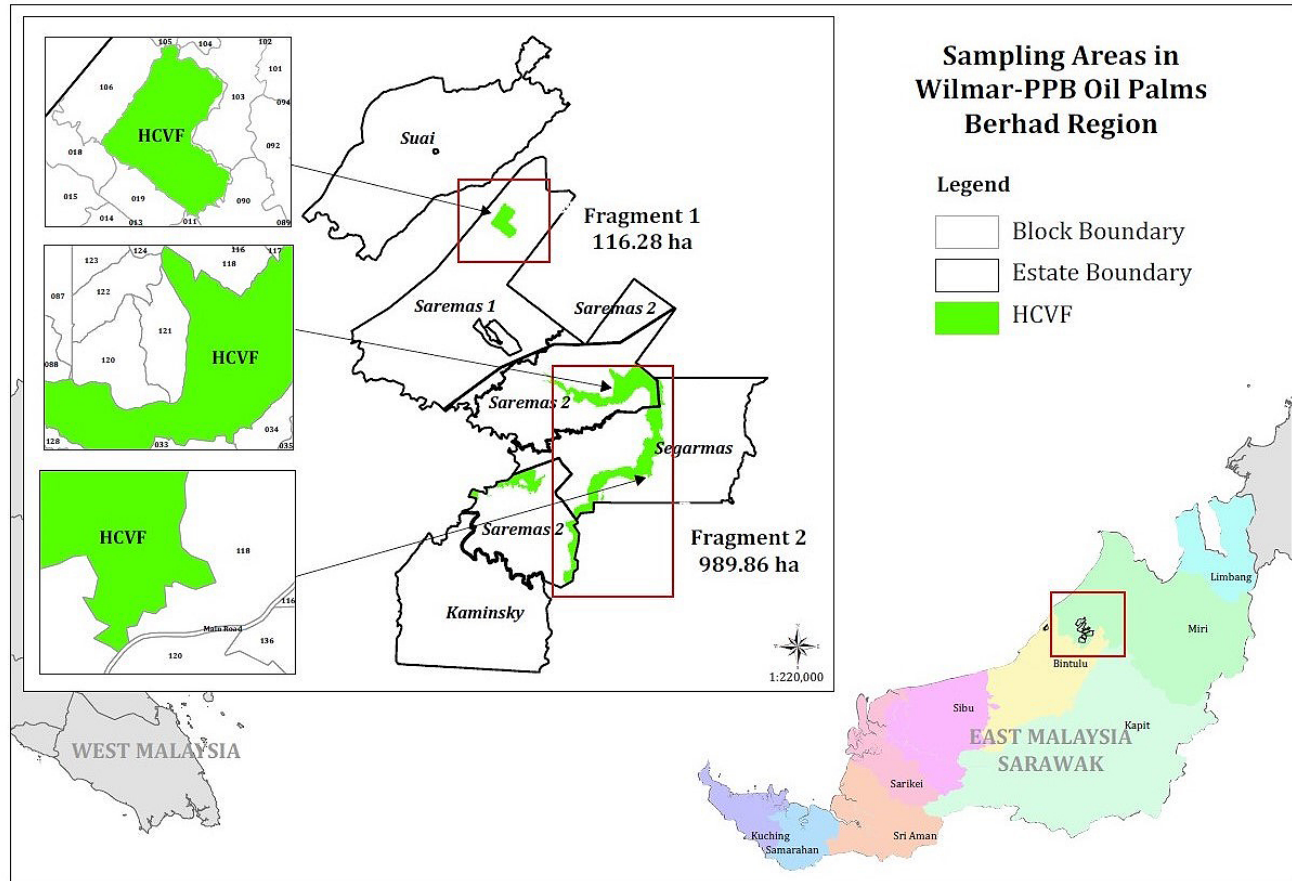 Sampling Areas in
Wilmar-PPB Oil Palms
Berhad Region
Legend
Block Boundary
Estate Boundary
HCVF
105
104
102
101
106
103
094
HCVF
092
018
015
019
090
014
013
011
089
124
116
117
123
118
087
122
121
HCVF
088
120
034
128
033
035
HCVF
118
116
Main Road
136
120
Suai
Fragment 1
116.28 ha
Saremas 1
Saremas 2
Saremas 2
Segarmas
Saremas 2
Fragment 2
989.86 ha
Kaminsky
1:220,000
WEST MALAYSIA
Limbang
Miri
Bintulu
Sibu
Kapit
EAST MALAYSIA
SARAWAK
Sarikei
Kuching
Samarahan
Sri Aman